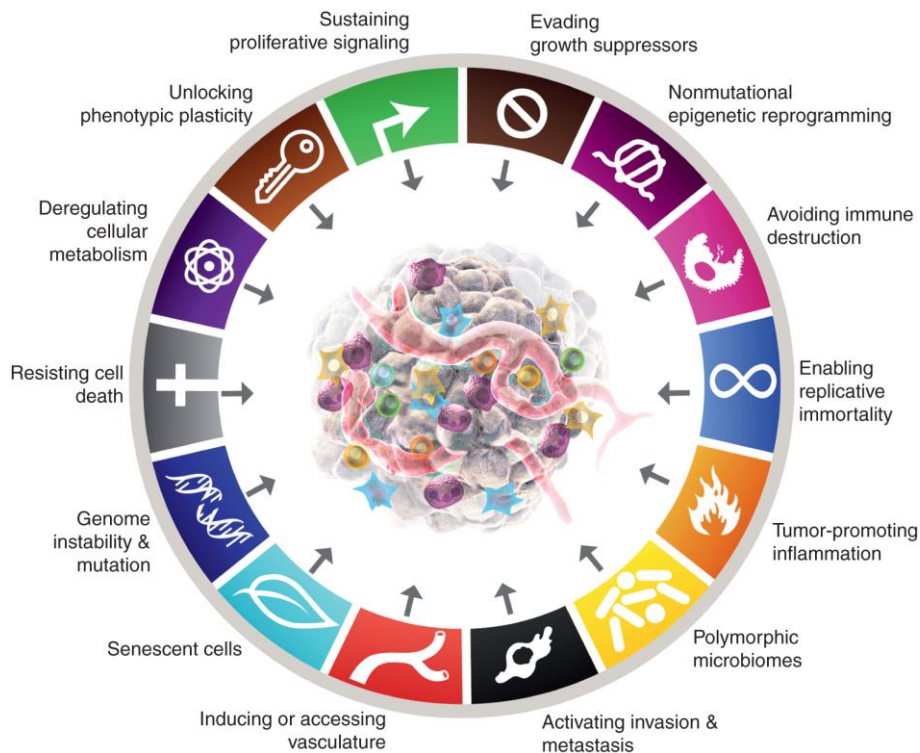 Sustaining
proliferative signaling
Evading
growth suppressors
Nonmutational
epigenetic reprogramming
Avoiding immune
destruction
Enabling
replicative
immortality
Tumor-promoting
inflammation
Polymorphic
microbiomes
Activating invasion &
metastasis
Inducing or accessing
vasculature
Senescent cells
Genome
instability &
mutation
Resisting cell
death
Deregulating
cellular
metabolism
Unlocking
phenotypic plasticity